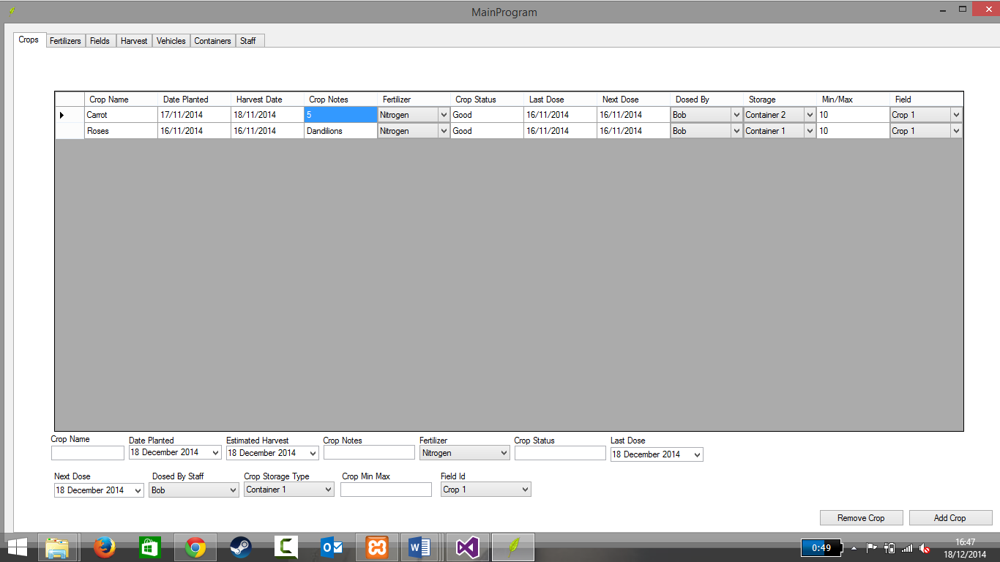 MainProgram
Crops Fertilizers Fields Harvest Vehicles Containers Staff
Crop Name Date Planted Harvest Date Crop Notes Fertilizer Crop Status Last Dose Next Dose Dosed By Storage Min/Max Field
Carrot 17/11/2014 18/11/2014 5 Nitrogen Good 16/11/2014 16/11/2014 Bob Container 2 10 Crop 1
Roses 16/11/2014 16/11/2014 Dandilions Nitrogen Good 16/11/2014 16/11/2014 Bob Container 1 10 Crop 1
Crop Name Date Planted Estimated Harvest Crop Notes Fertilizer Crop Status Last Dose
18 December 2014 18 December 2014 Nitrogen 18 December 2014
Next Dose Dosed By Staff Crop Storage Type Crop Min Max Field Id
18 December 2014 Bob Container 1 Crop 1
Remove Crop Add Crop
0:49 16:47
18/12/2014